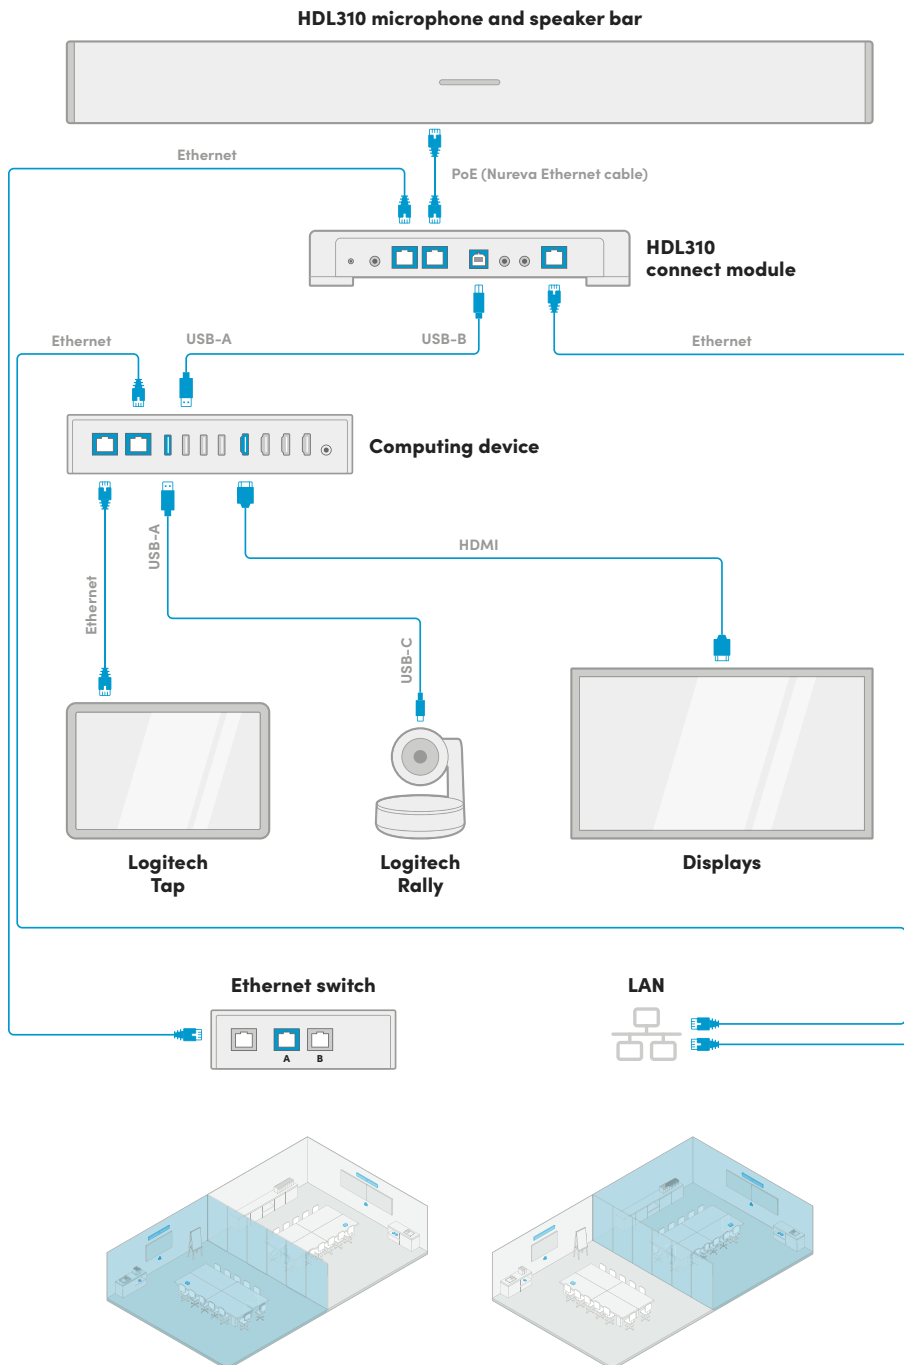 HDL310 microphone and speaker bar
Ethernet
PoE (Nureva Ethernet cable)
HDL310
connect module
Ethernet
USB-A
USB-B
Ethernet
Computing device
USB-A
HDMI
Ethernet
USB-C
Logitech
Tap
Logitech
Rally
Displays
Ethernet switch
LAN
A
B